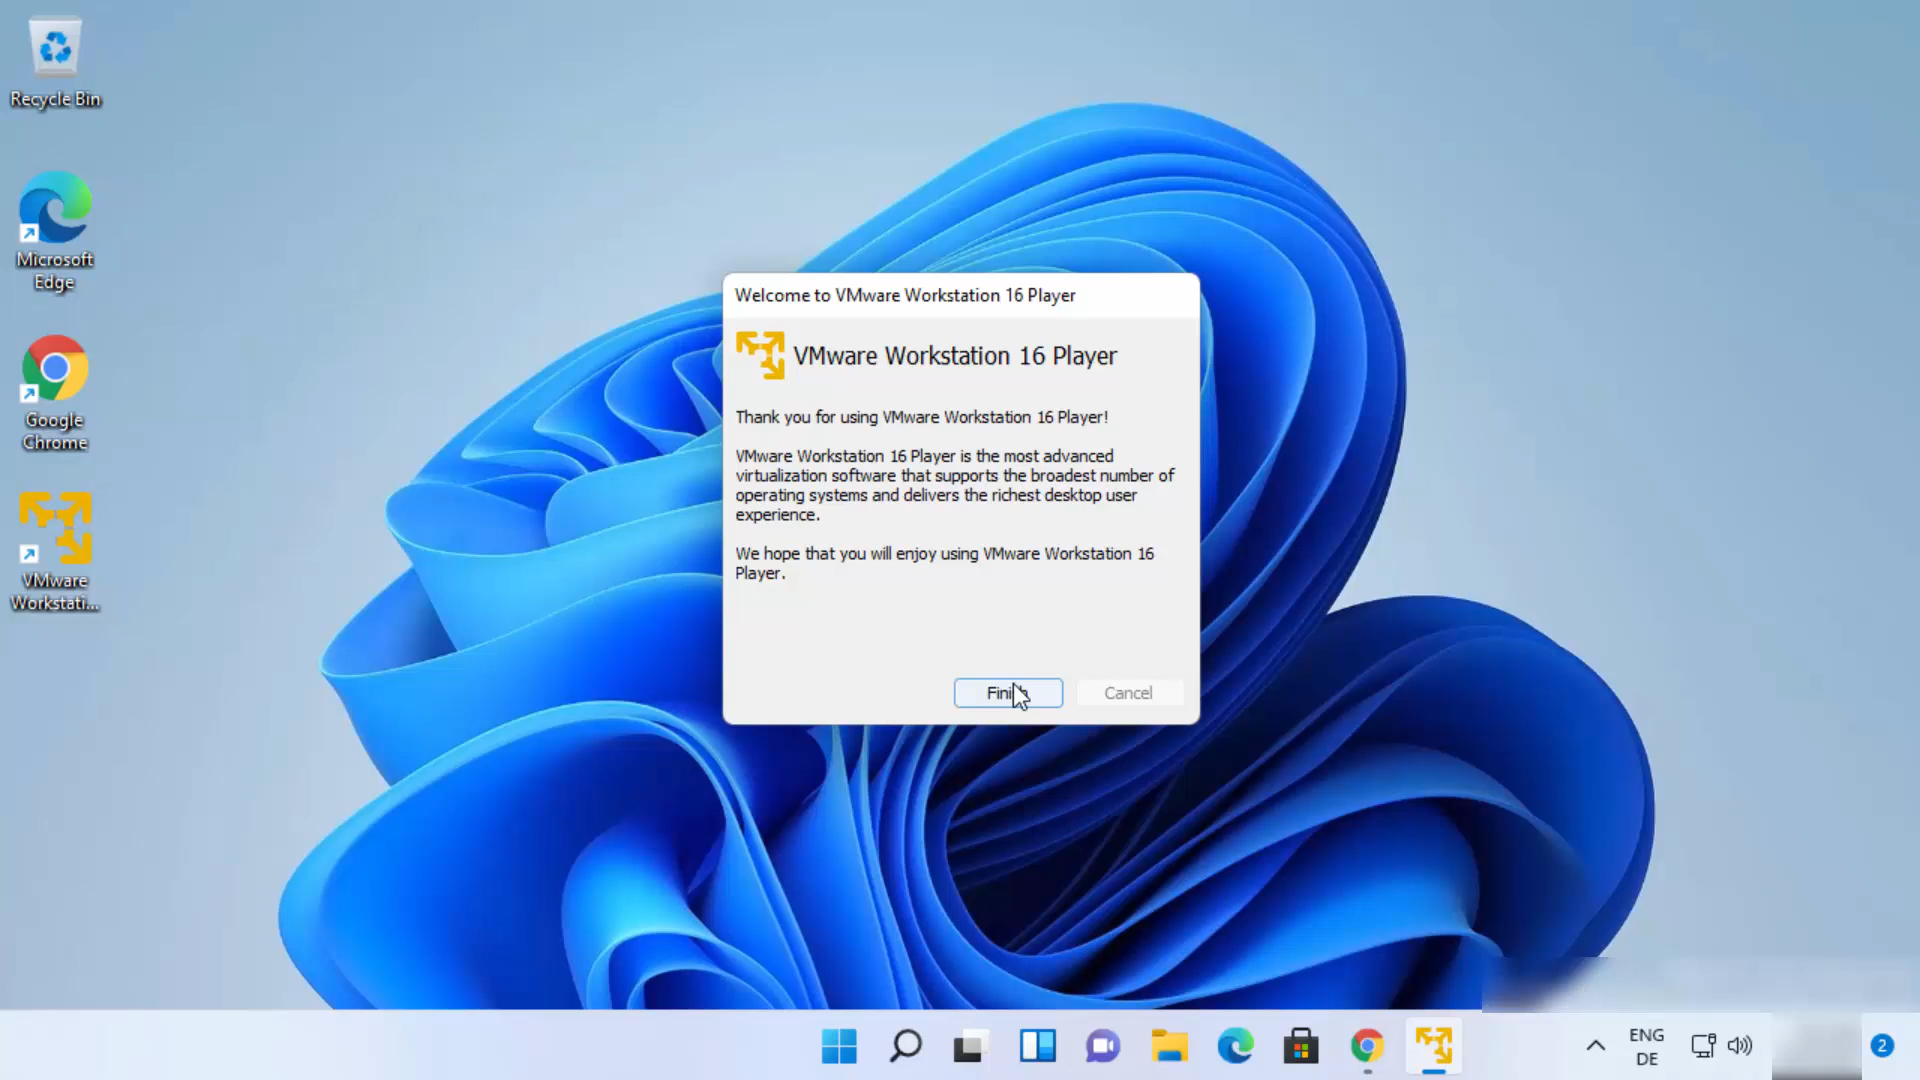 Recycle Bin
Microsoft
Edge
Google
Chrome
VMware
Workstati...
Welcome to VMware Workstation 16 Player
VMware Workstation 16 Player
Thank you for using VMware Workstation 16 Player!
VMware Workstation 16 Player is the most advanced
virtualization software that supports the broadest number of
operating systems and delivers the richest desktop user
experience.
We hope that you will enjoy using VMware Workstation 16
Player.
Finish
Cancel
ENG
DE
2